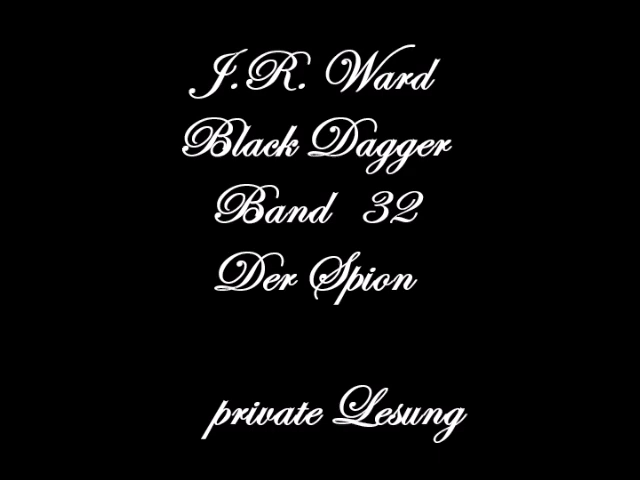 J.R. Ward
Black Dagger
Band 32
Der Spion
private Lesung